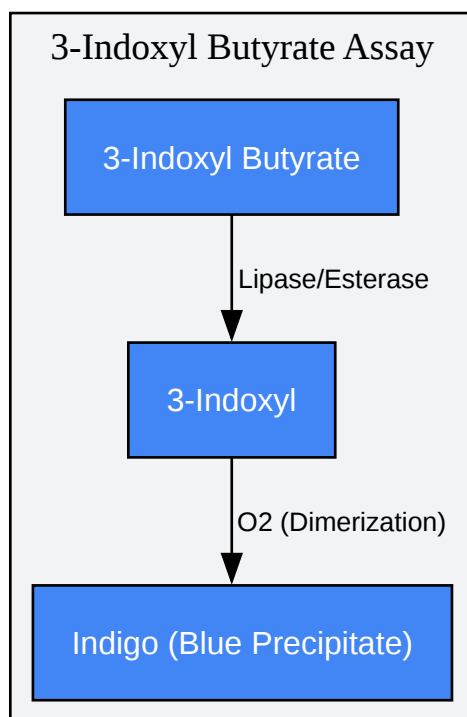 3-Indoxyl Butyrate Assay
3-Indoxyl Butyrate
Lipase/Esterase
3-Indoxyl
O2 (Dimerization)
Indigo (Blue Precipitate)